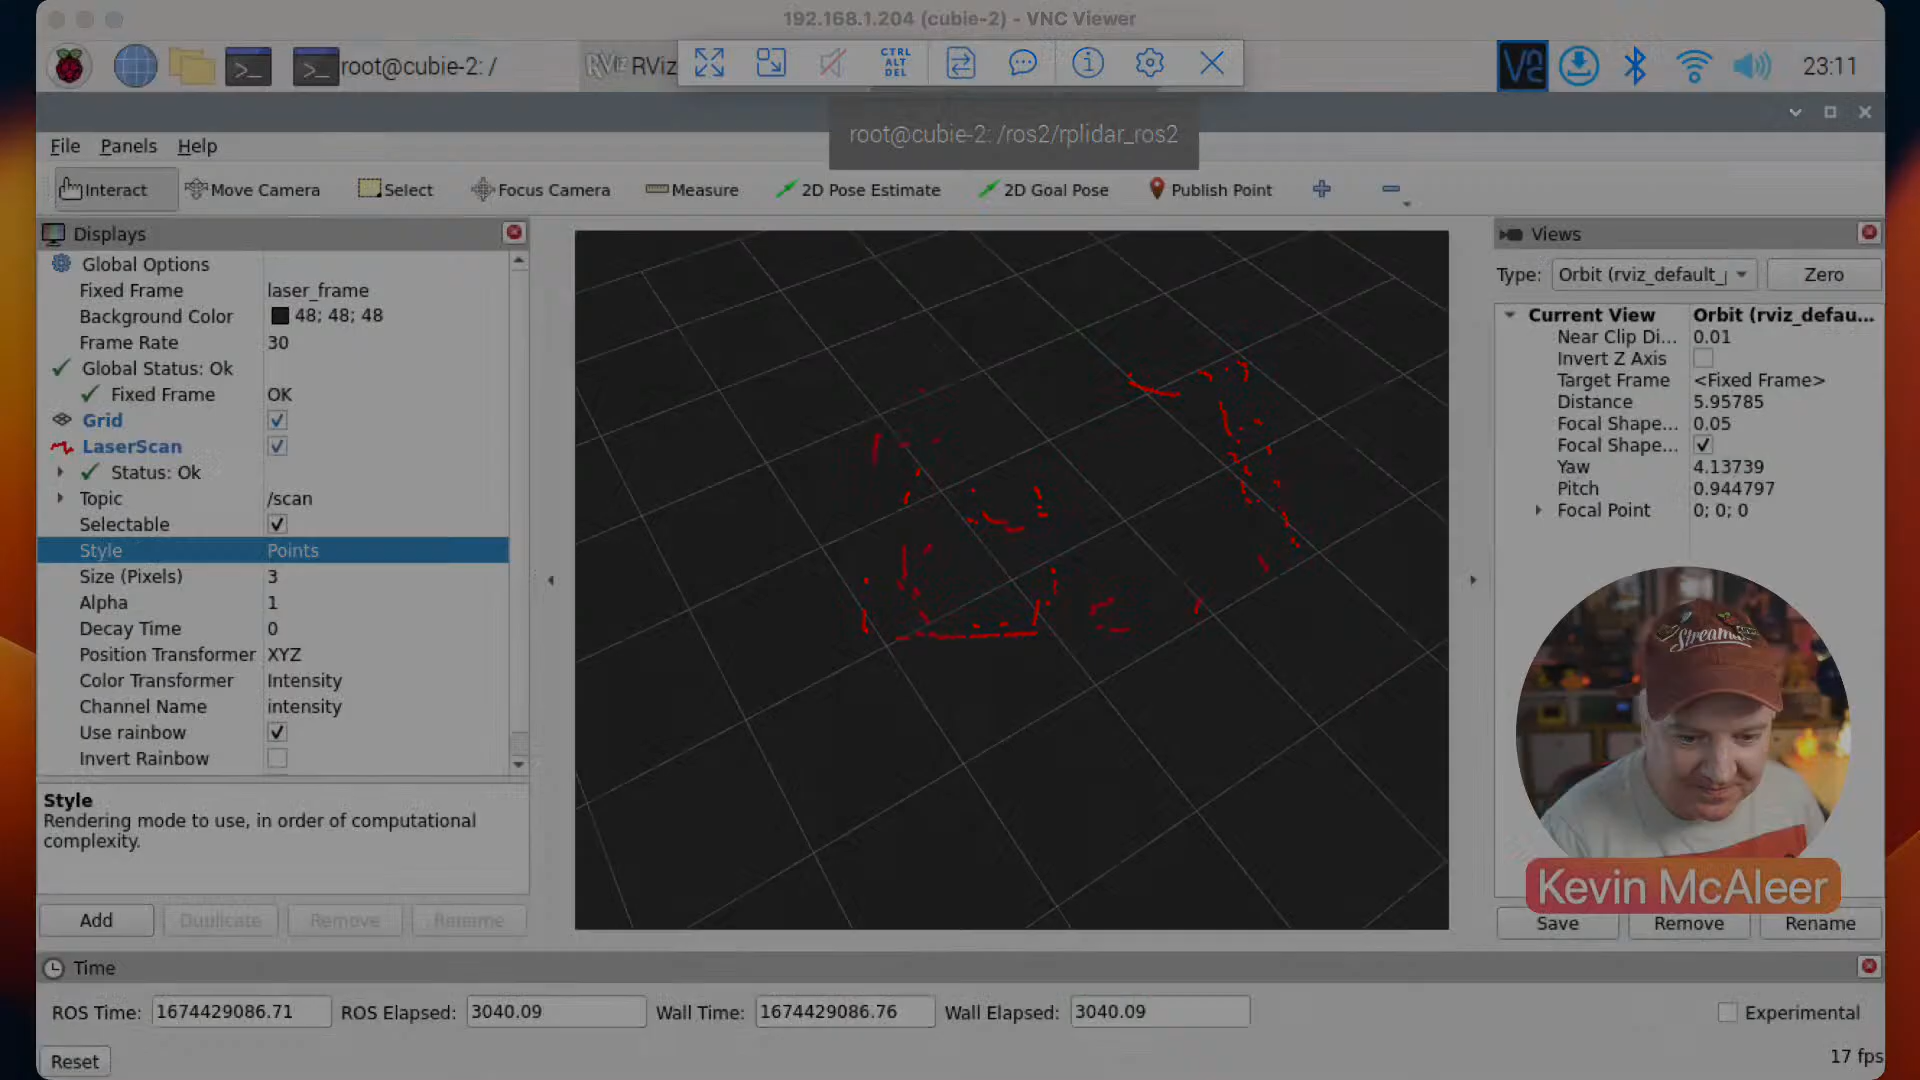 192.168.1.204 (cubie-2) - VNC Viewer
root@cubie-2: /
RViz
CTRL
ALT
DEL
23:11
root@cubie-2: /ros2/rplidar_ros2
File Panels Help
Interact Move Camera Select Focus Camera Measure 2D Pose Estimate 2D Goal Pose Publish Point
Displays
Global Options
Fixed Frame laser_frame
Background Color 48; 48; 48
Frame Rate 30
Global Status: Ok
Fixed Frame OK
Grid
LaserScan
Status: Ok
Topic /scan
Selectable
Style Points
Size (Pixels) 3
Alpha 1
Decay Time 0
Position Transformer XYZ
Color Transformer Intensity
Channel Name intensity
Use rainbow
Invert Rainbow
Style
Rendering mode to use, in order of computational
complexity.
Add Duplicate Remove Rename
Views
Type: Orbit (rviz_default_ Zero
Current View Orbit (rviz_defau...
Near Clip Di... 0.01
Invert Z Axis
Target Frame <Fixed Frame>
Distance 5.95785
Focal Shape... 0.05
Focal Shape...
Yaw 4.13739
Pitch 0.944797
Focal Point 0; 0; 0
Kevin McAleer
Save Remove Rename
Time
ROS Time: 1674429086.71 ROS Elapsed: 3040.09 Wall Time: 1674429086.76 Wall Elapsed: 3040.09 Experimental
Reset 17 fps